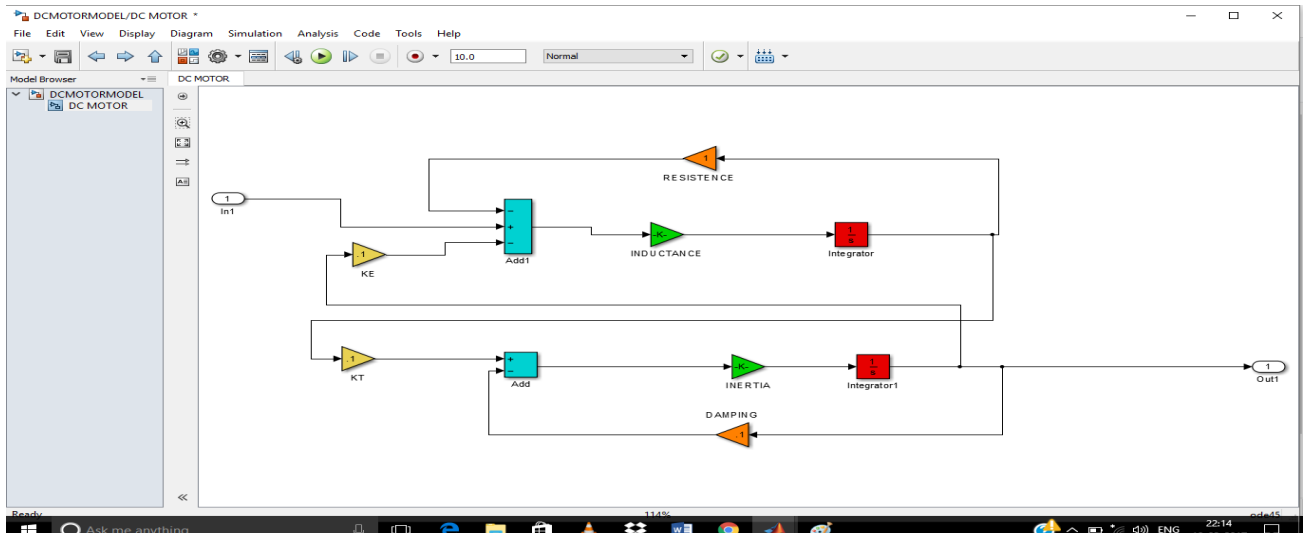 DCMOTORMODEL/DC MOTOR *
File Edit View Display Diagram Simulation Analysis Code Tools Help
10.0 Normal
Model Browser
DC MOTOR
DCMOTORMODEL
DC MOTOR
1
RESISTENCE
1
In1
−
+
−
Add1
-K-
INDUCTANCE
1
s
Integrator
.1
KE
.1
KT
+
−
Add
-K-
INERTIA
1
s
Integrator1
1
Out1
DAMPING
.1
Ready 114% ode45
Ask me anything
ENG
22:14